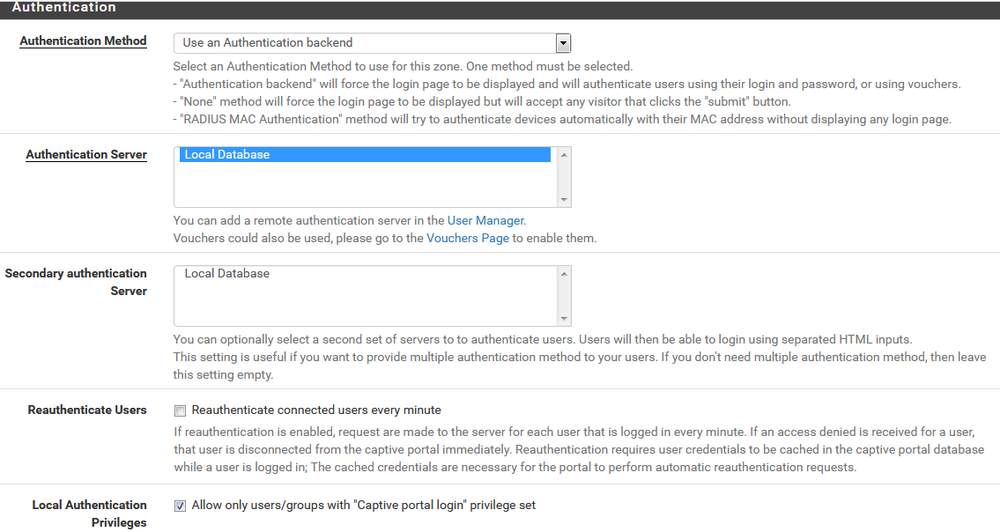 Authentication
Authentication Method
Use an Authentication backend
Select an Authentication Method to use for this zone. One method must be selected.
- "Authentication backend" will force the login page to be displayed and will authenticate users using their login and password, or using vouchers.
- "None" method will force the login page to be displayed but will accept any visitor that clicks the "submit" button.
- "RADIUS MAC Authentication" method will try to authenticate devices automatically with their MAC address without displaying any login page.
Authentication Server
Local Database
You can add a remote authentication server in the User Manager.
Vouchers could also be used, please go to the Vouchers Page to enable them.
Secondary authentication
Server
Local Database
You can optionally select a second set of servers to to authenticate users. Users will then be able to login using separated HTML inputs.
This setting is useful if you want to provide multiple authentication method to your users. If you don't need multiple authentication method, then leave
this setting empty.
Reauthenticate Users
Reauthenticate connected users every minute
If reauthentication is enabled, request are made to the server for each user that is logged in every minute. If an access denied is received for a user,
that user is disconnected from the captive portal immediately. Reauthentication requires user credentials to be cached in the captive portal database
while a user is logged in; The cached credentials are necessary for the portal to perform automatic reauthentication requests.
Local Authentication
Privileges
Allow only users/groups with "Captive portal login" privilege set